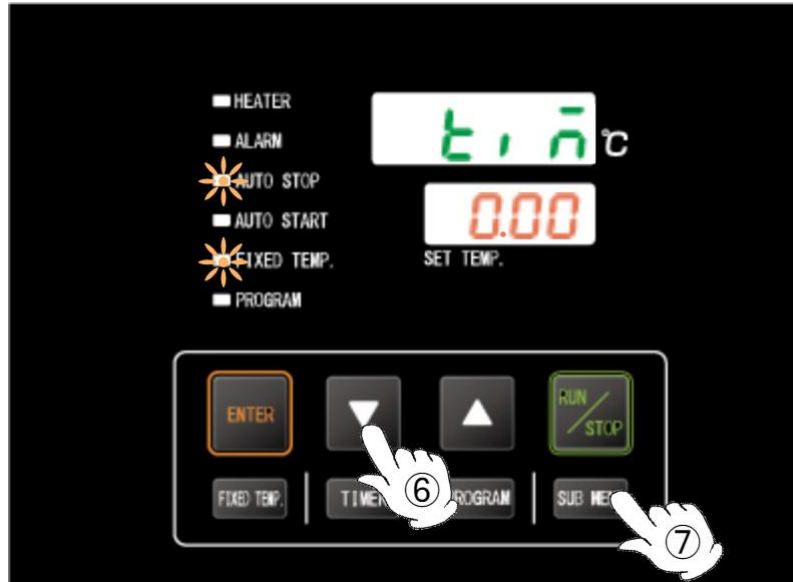 HEATER
tim ℃
ALARM
AUTO STOP
0.00
AUTO START
FIXED TEMP.
SET TEMP.
PROGRAM
ENTER
RUN/STOP
FIXED TEMP.
⑥
SUB
⑦